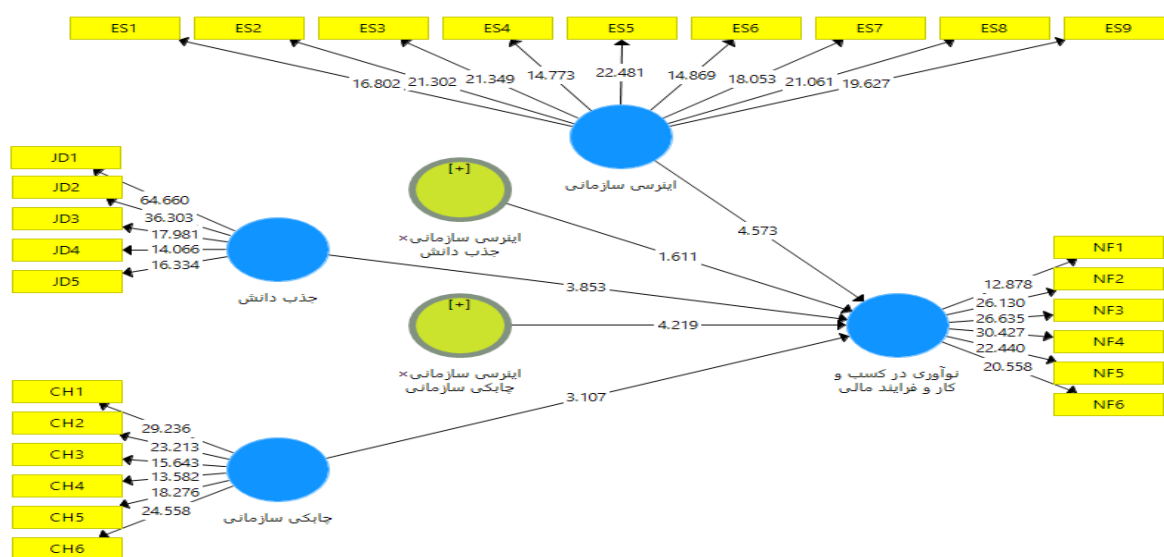 ES1
ES2
ES3
ES4
ES5
ES6
ES7
ES8
ES9
16.802
21.302
21.349
14.773
22.481
14.869
18.053
21.061
19.627
اینرسی سازمانی
4.573
JD1
JD2
JD3
JD4
JD5
64.660
36.303
17.981
14.066
16.334
جذب دانش
3.853
[+]
اینرسی سازمانی×
جذب دانش
1.611
[+]
اینرسی سازمانی×
چابکی سازمانی
4.219
NF1
NF2
NF3
NF4
NF5
NF6
12.878
26.130
26.635
30.427
22.440
20.558
نوآوری در کسب و
کار و فرایند مالی
CH1
CH2
CH3
CH4
CH5
CH6
29.236
23.213
15.643
13.582
18.276
24.558
چابکی سازمانی
3.107